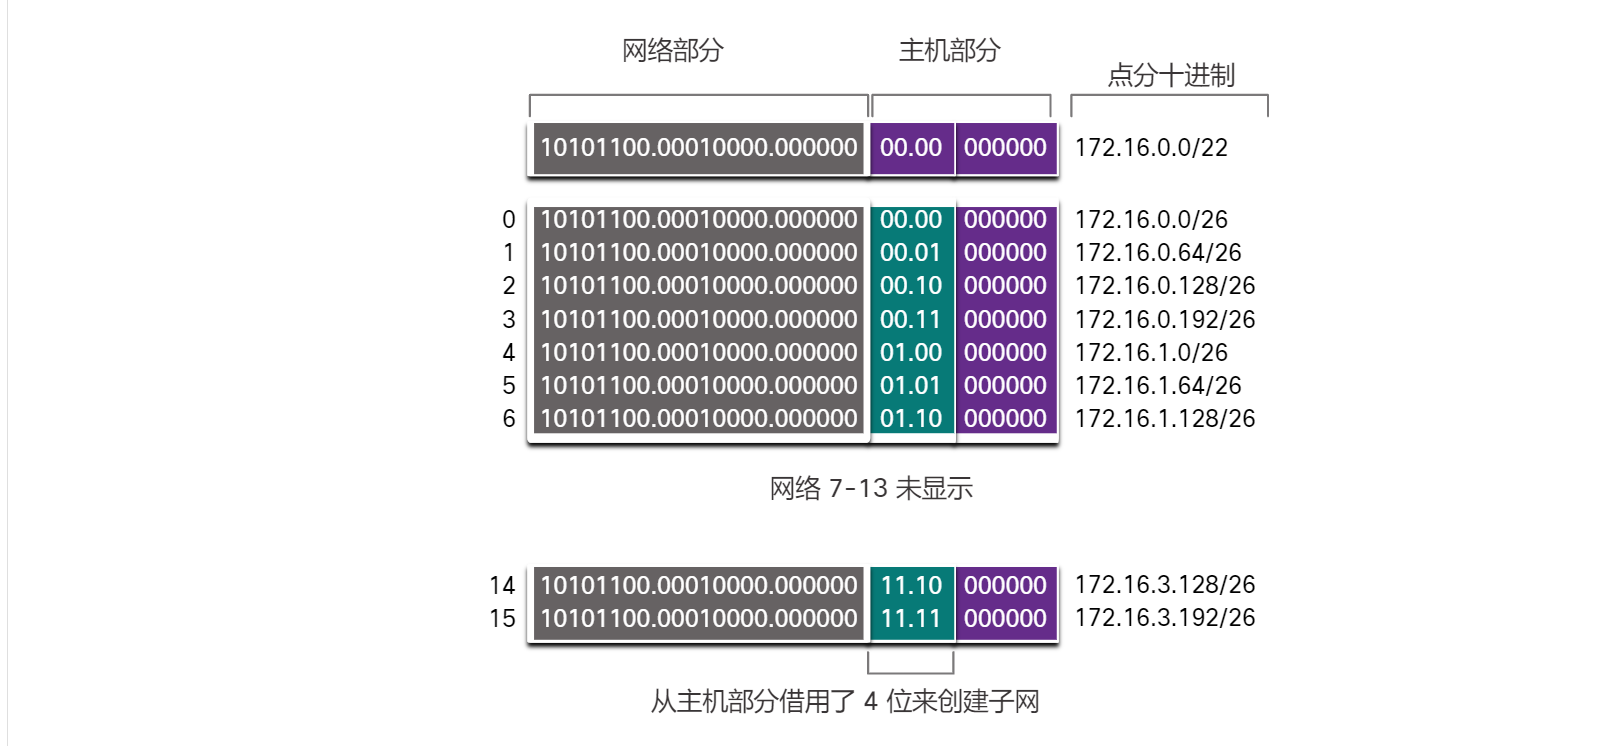 网络部分 主机部分
点分十进制
10101100.00010000.000000 00.00 000000 172.16.0.0/22
0 10101100.00010000.000000 00.00 000000 172.16.0.0/26
1 10101100.00010000.000000 00.01 000000 172.16.0.64/26
2 10101100.00010000.000000 00.10 000000 172.16.0.128/26
3 10101100.00010000.000000 00.11 000000 172.16.0.192/26
4 10101100.00010000.000000 01.00 000000 172.16.1.0/26
5 10101100.00010000.000000 01.01 000000 172.16.1.64/26
6 10101100.00010000.000000 01.10 000000 172.16.1.128/26
网络 7-13 未显示
14 10101100.00010000.000000 11.10 000000 172.16.3.128/26
15 10101100.00010000.000000 11.11 000000 172.16.3.192/26
从主机部分借用了 4 位来创建子网